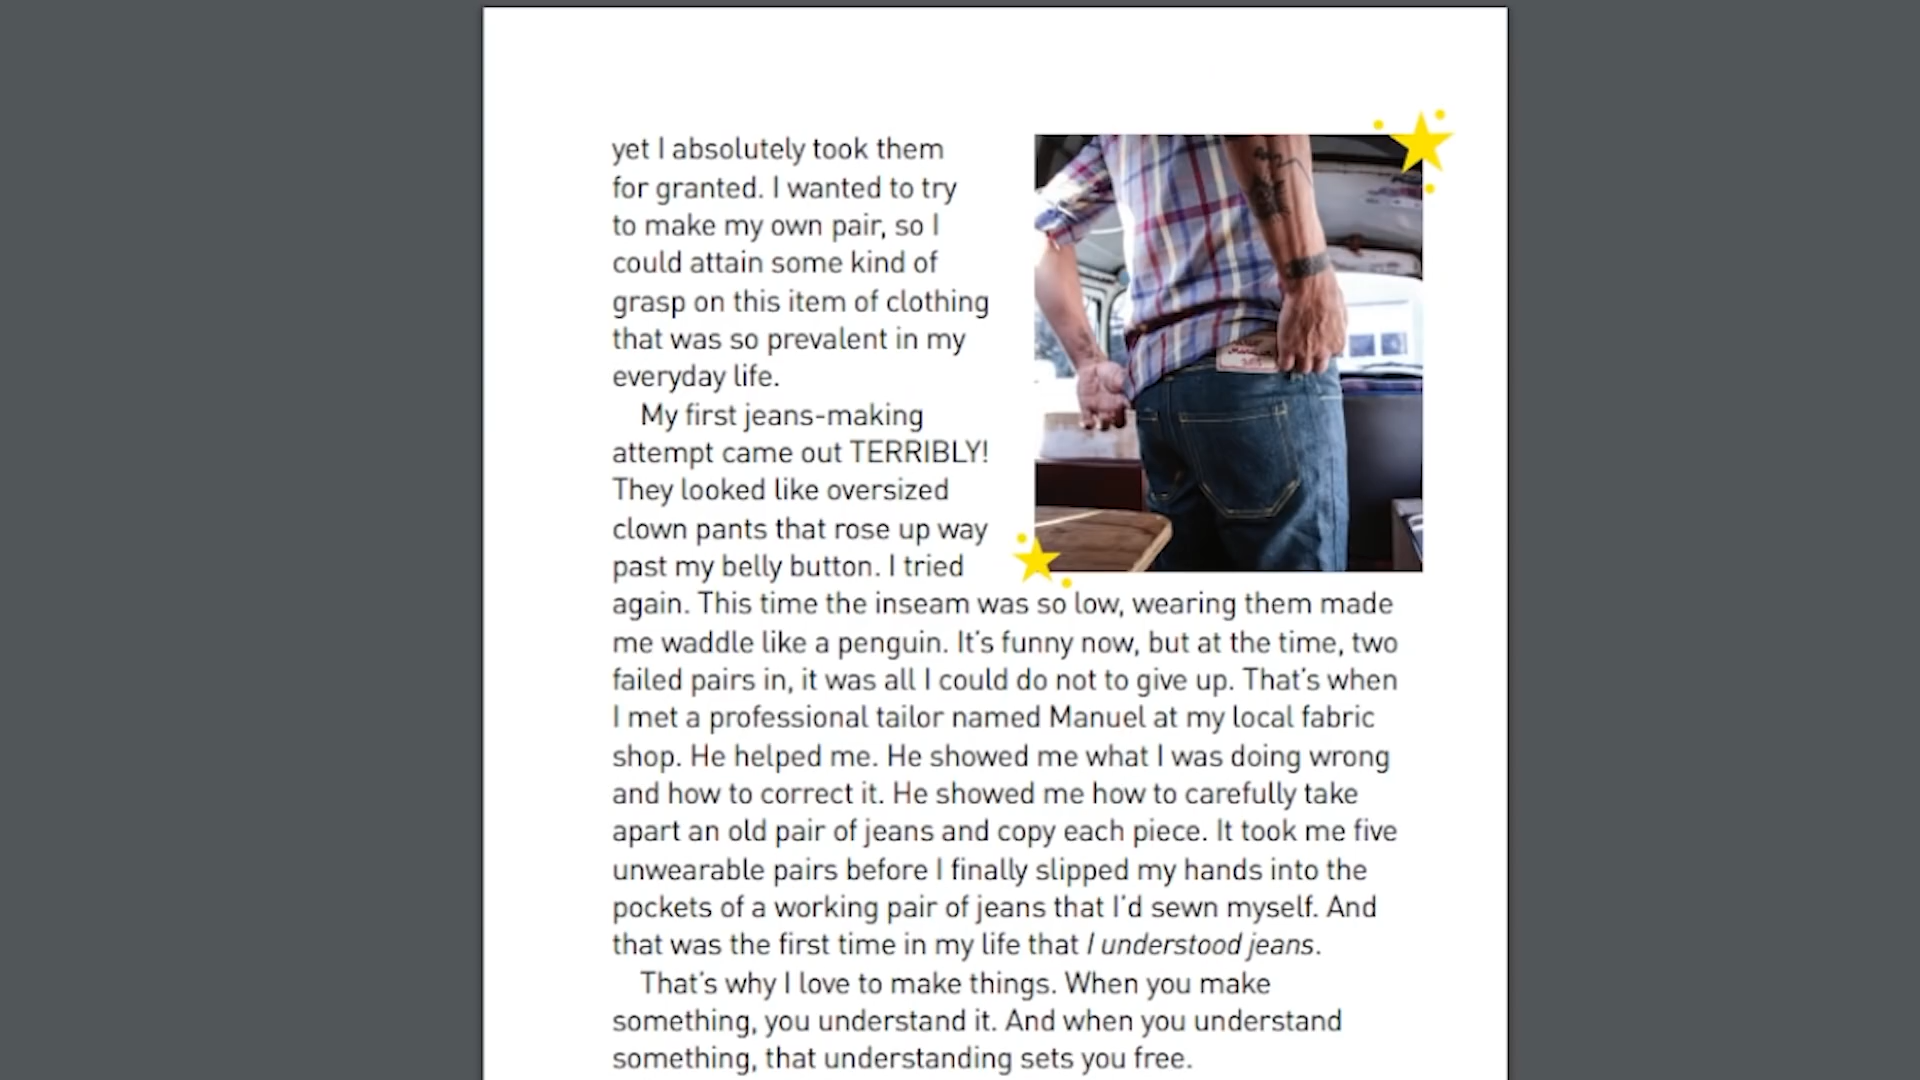 yet I absolutely took them
for granted. I wanted to try
to make my own pair, so I
could attain some kind of
grasp on this item of clothing
that was so prevalent in my
everyday life.
My first jeans-making
attempt came out TERRIBLY!
They looked like oversized
clown pants that rose up way
past my belly button. I tried
again. This time the inseam was so low, wearing them made
me waddle like a penguin. It's funny now, but at the time, two
failed pairs in, it was all I could do not to give up. That's when
I met a professional tailor named Manuel at my local fabric
shop. He helped me. He showed me what I was doing wrong
and how to correct it. He showed me how to carefully take
apart an old pair of jeans and copy each piece. It took me five
unwearable pairs before I finally slipped my hands into the
pockets of a working pair of jeans that I'd sewn myself. And
that was the first time in my life that I understood jeans.
That's why I love to make things. When you make
something, you understand it. And when you understand
something, that understanding sets you free.